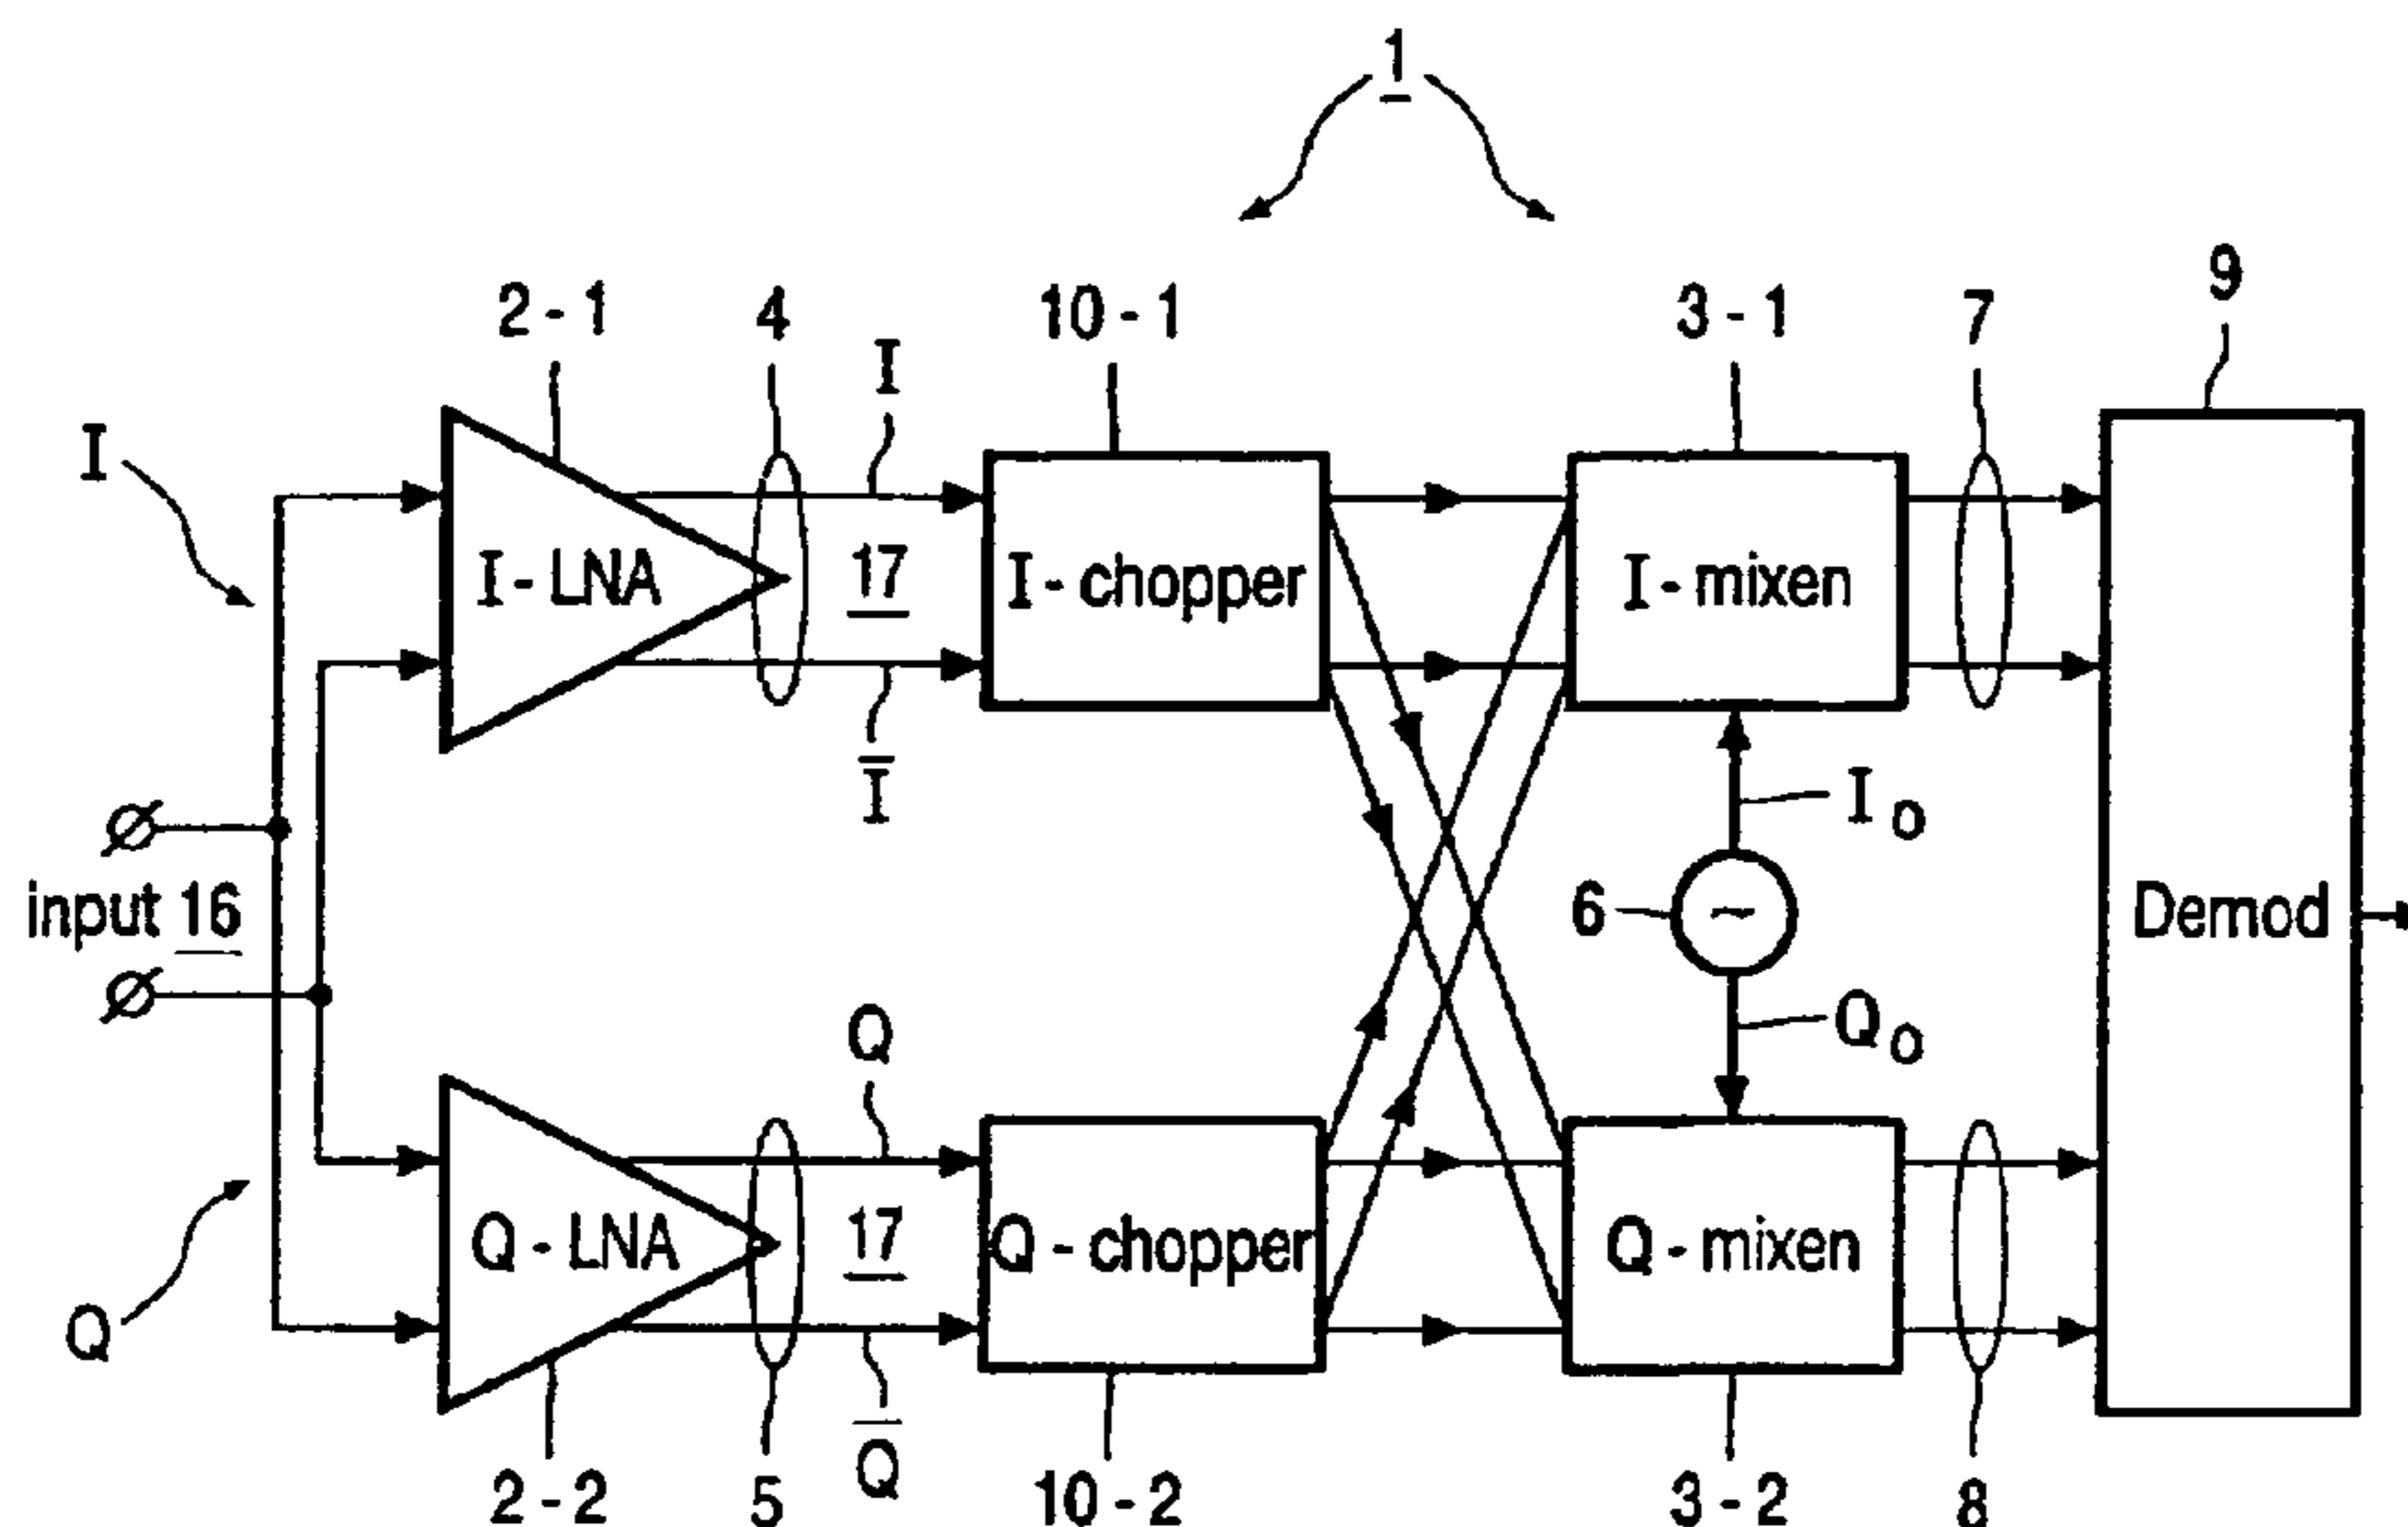 1
2-1
4
I
10-1
3-1
7
9
I
I-LNA
17
I-chopper
I-mixen
Ī
I₀
input 16
6
~
Demod
Q
Q₀
Q-LNA
17
Q-chopper
Q-mixen
Q
2-2
5
Q̅
10-2
3-2
8